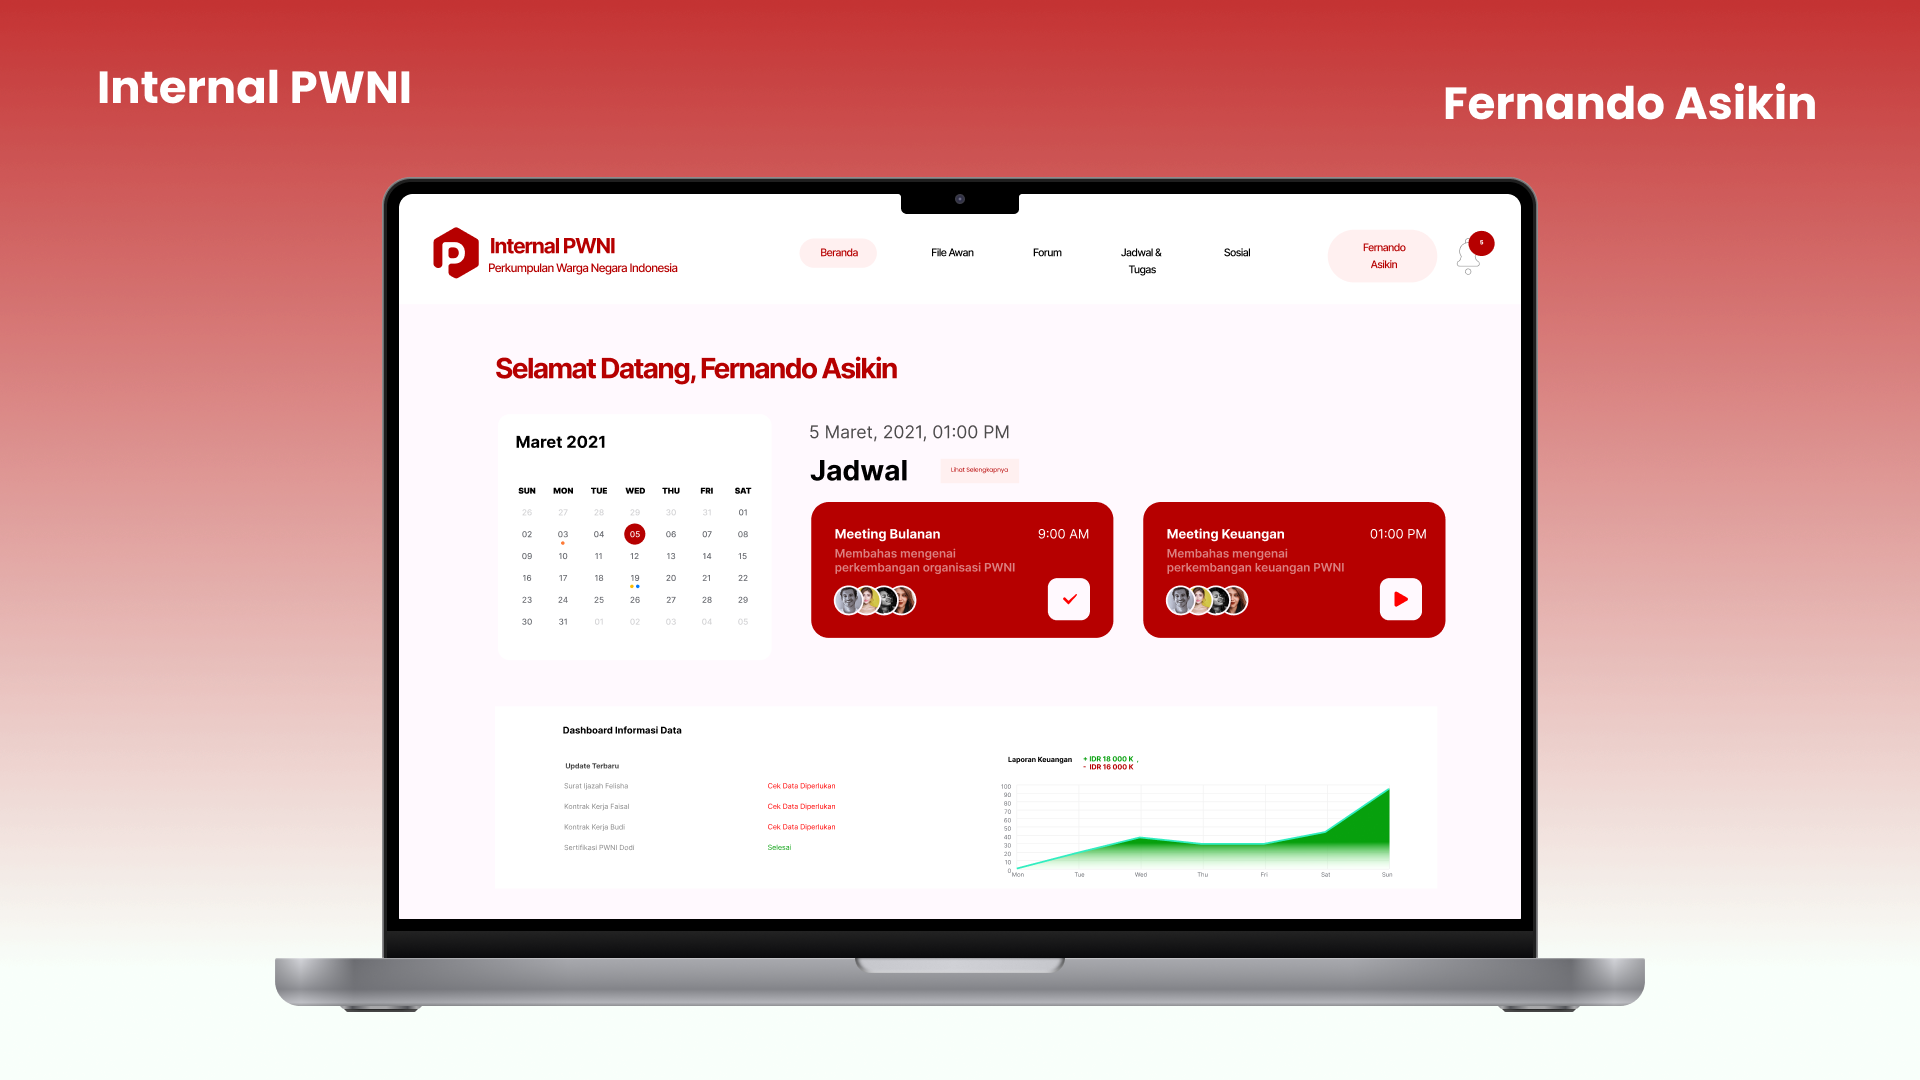 Internal PWNI
Fernando Asikin
Internal PWNI
Perkumpulan Warga Negara Indonesia
Beranda
File Awan
Forum
Jadwal &
Tugas
Sosial
Fernando
Asikin
5
Selamat Datang, Fernando Asikin
Maret 2021
SUN MON TUE WED THU FRI SAT
26 27 28 29 30 31 01
02 03 04 05 06 07 08
09 10 11 12 13 14 15
16 17 18 19 20 21 22
23 24 25 26 27 28 29
30 31 01 02 03 04 05
5 Maret, 2021, 01:00 PM
Jadwal
Lihat Selengkapnya
Meeting Bulanan 9:00 AM
Membahas mengenai
perkembangan organisasi PWNI
Meeting Keuangan 01:00 PM
Membahas mengenai
perkembangan keuangan PWNI
Dashboard Informasi Data
Update Terbaru
Surat Ijazah Felisha Cek Data Diperlukan
Kontrak Kerja Faisal Cek Data Diperlukan
Kontrak Kerja Budi Cek Data Diperlukan
Sertifikasi PWNI Dodi Selesai
Laporan Keuangan + IDR 18 000 K ,
- IDR 16 000 K
100
90
80
70
60
50
40
30
20
10
0
Mon Tue Wed Thu Fri Sat Sun